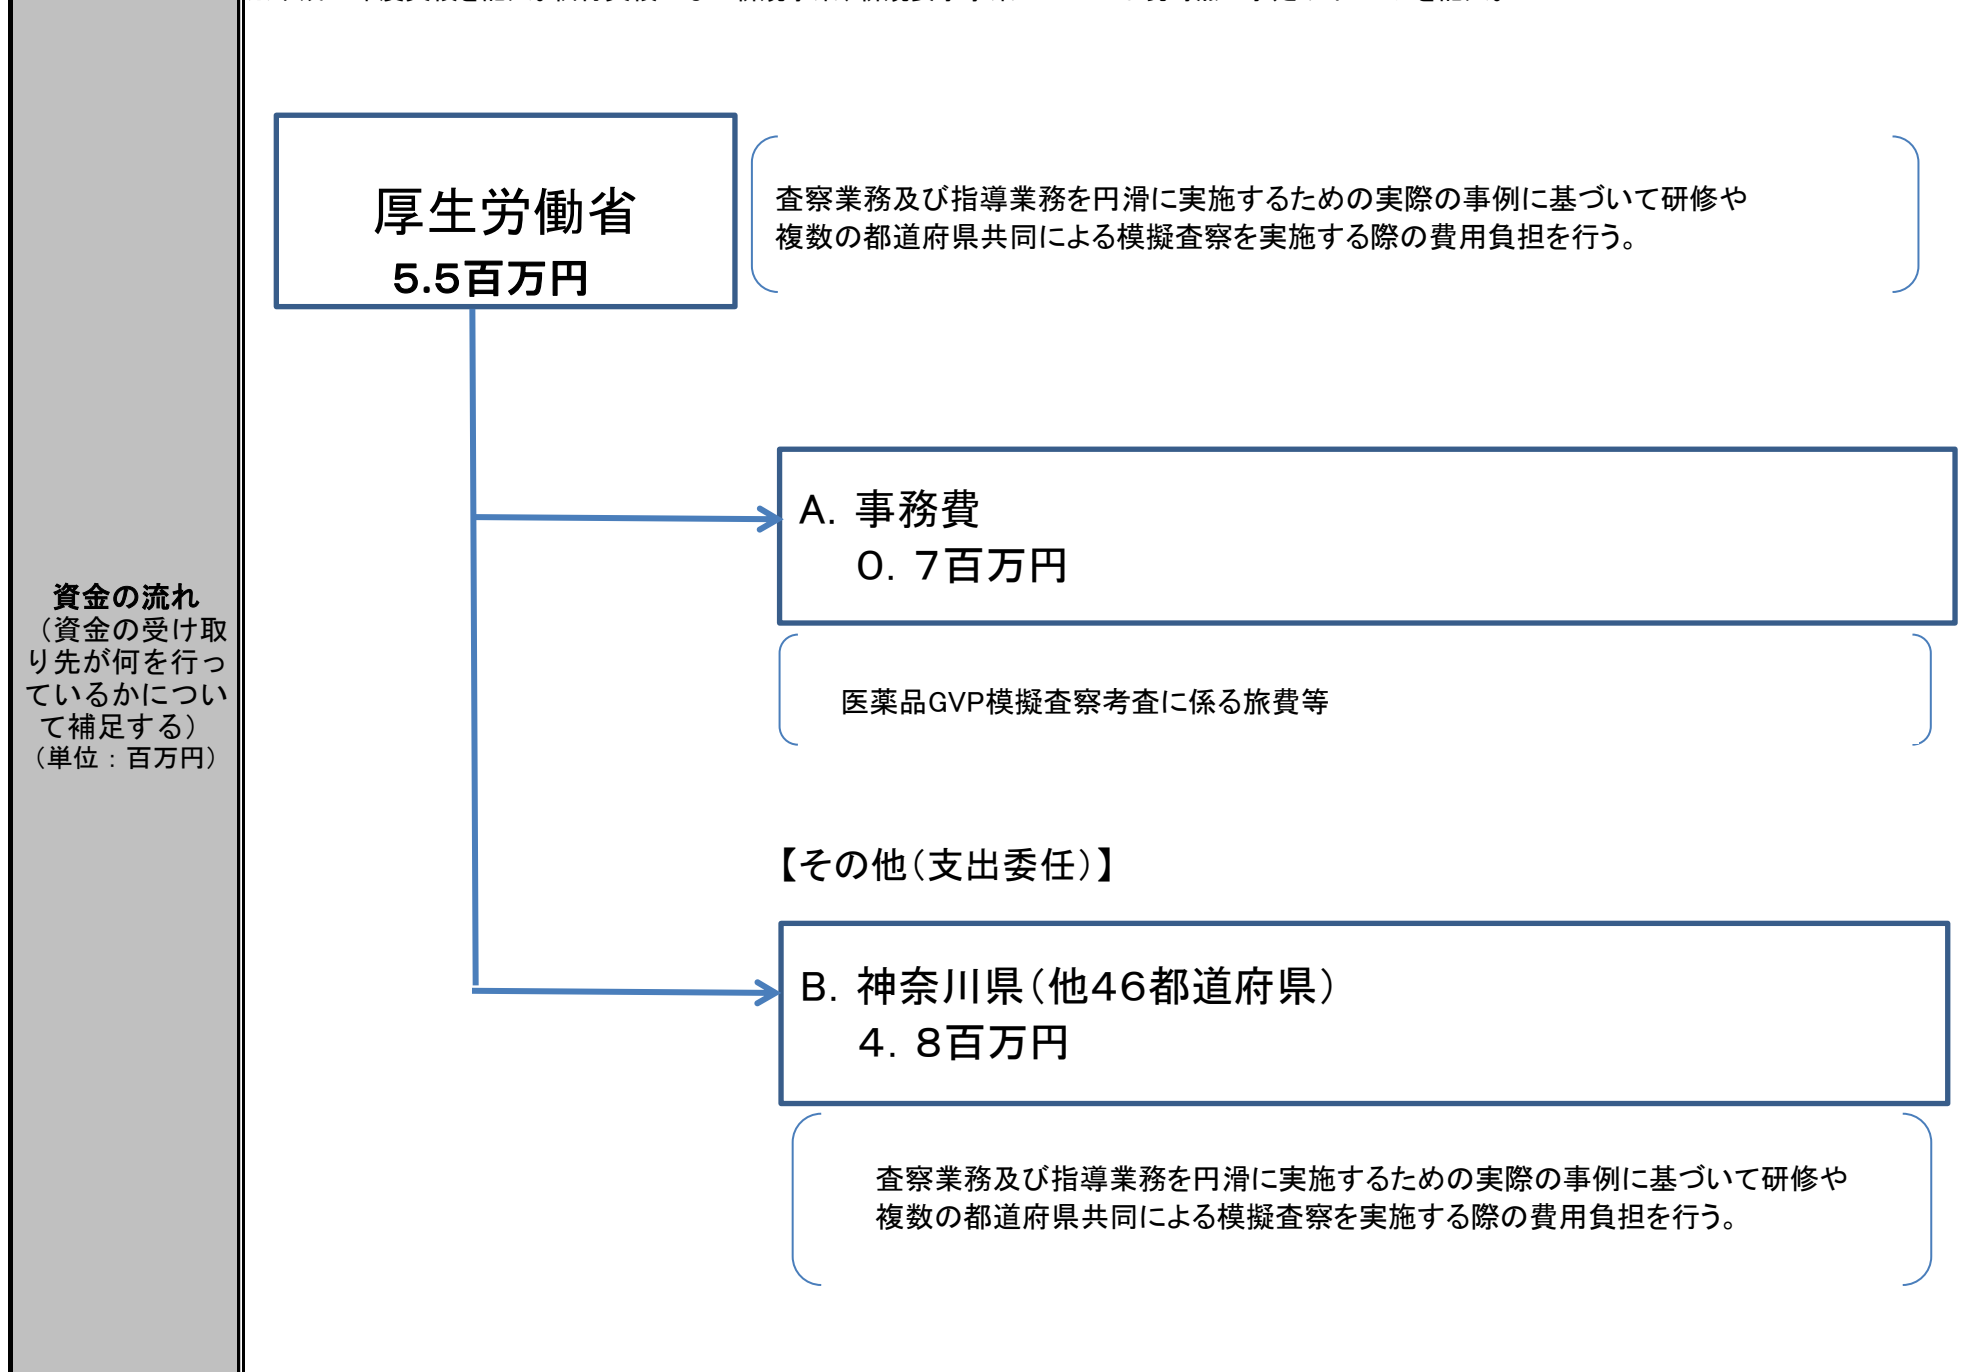 厚生労働省
5.5百万円
査察業務及び指導業務を円滑に実施するための実際の事例に基づいて研修や
複数の都道府県共同による模擬査察を実施する際の費用負担を行う。
A. 事務費
0．7百万円
医薬品GVP模擬査察考査に係る旅費等
資金の流れ
（資金の受け取
り先が何を行っ
ているかについ
て補足する）
（単位：百万円）
【その他（支出委任）】
B. 神奈川県（他46都道府県）
4．8百万円
査察業務及び指導業務を円滑に実施するための実際の事例に基づいて研修や
複数の都道府県共同による模擬査察を実施する際の費用負担を行う。